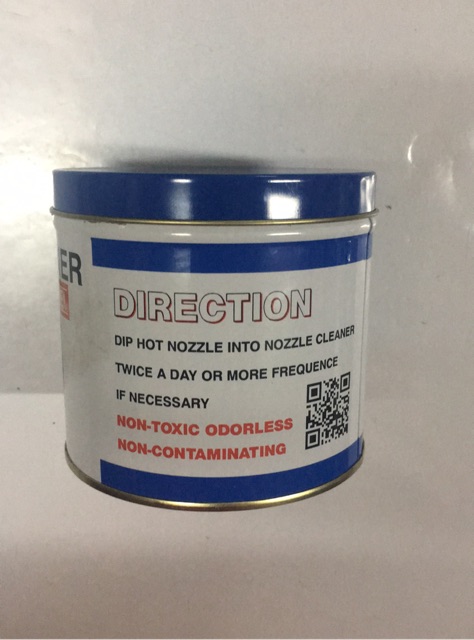 ER
DIRECTION
DIP HOT NOZZLE INTO NOZZLE CLEANER
TWICE A DAY OR MORE FREQUENCE
IF NECESSARY
NON-TOXIC ODORLESS
NON-CONTAMINATING